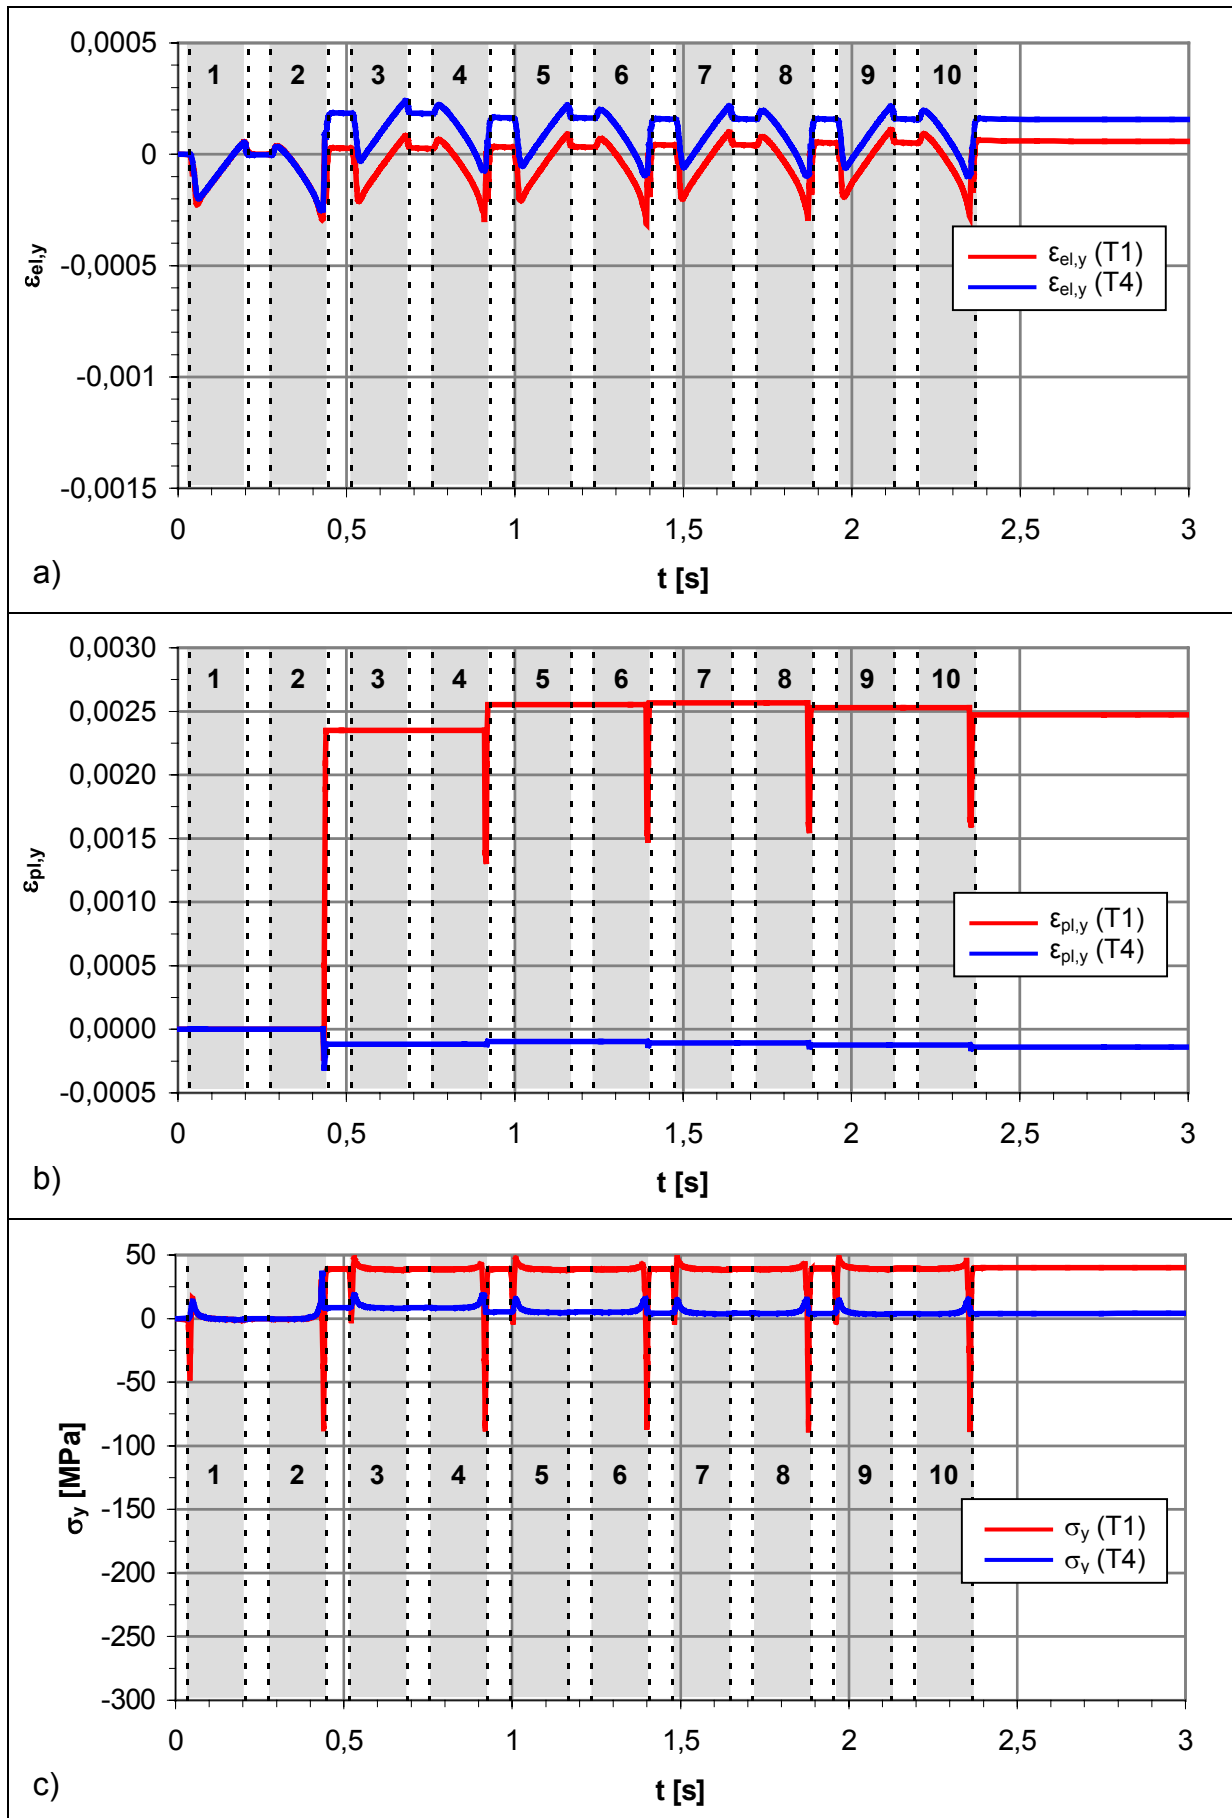 0,0005
1 2 3 4 5 6 7 8 9 10
0
-0,0005
-0,001
-0,0015
εel,y
εel,y (T1)
εel,y (T4)
0 0,5 1 1,5 2 2,5 3
t [s]
a)
0,0030
1 2 3 4 5 6 7 8 9 10
0,0025
0,0020
0,0015
0,0010
0,0005
0,0000
-0,0005
εpl,y
εpl,y (T1)
εpl,y (T4)
0 0,5 1 1,5 2 2,5 3
t [s]
b)
50
0
-50
-100
1 2 3 4 5 6 7 8 9 10
-150
-200
-250
-300
σy [MPa]
σy (T1)
σy (T4)
0 0,5 1 1,5 2 2,5 3
t [s]
c)